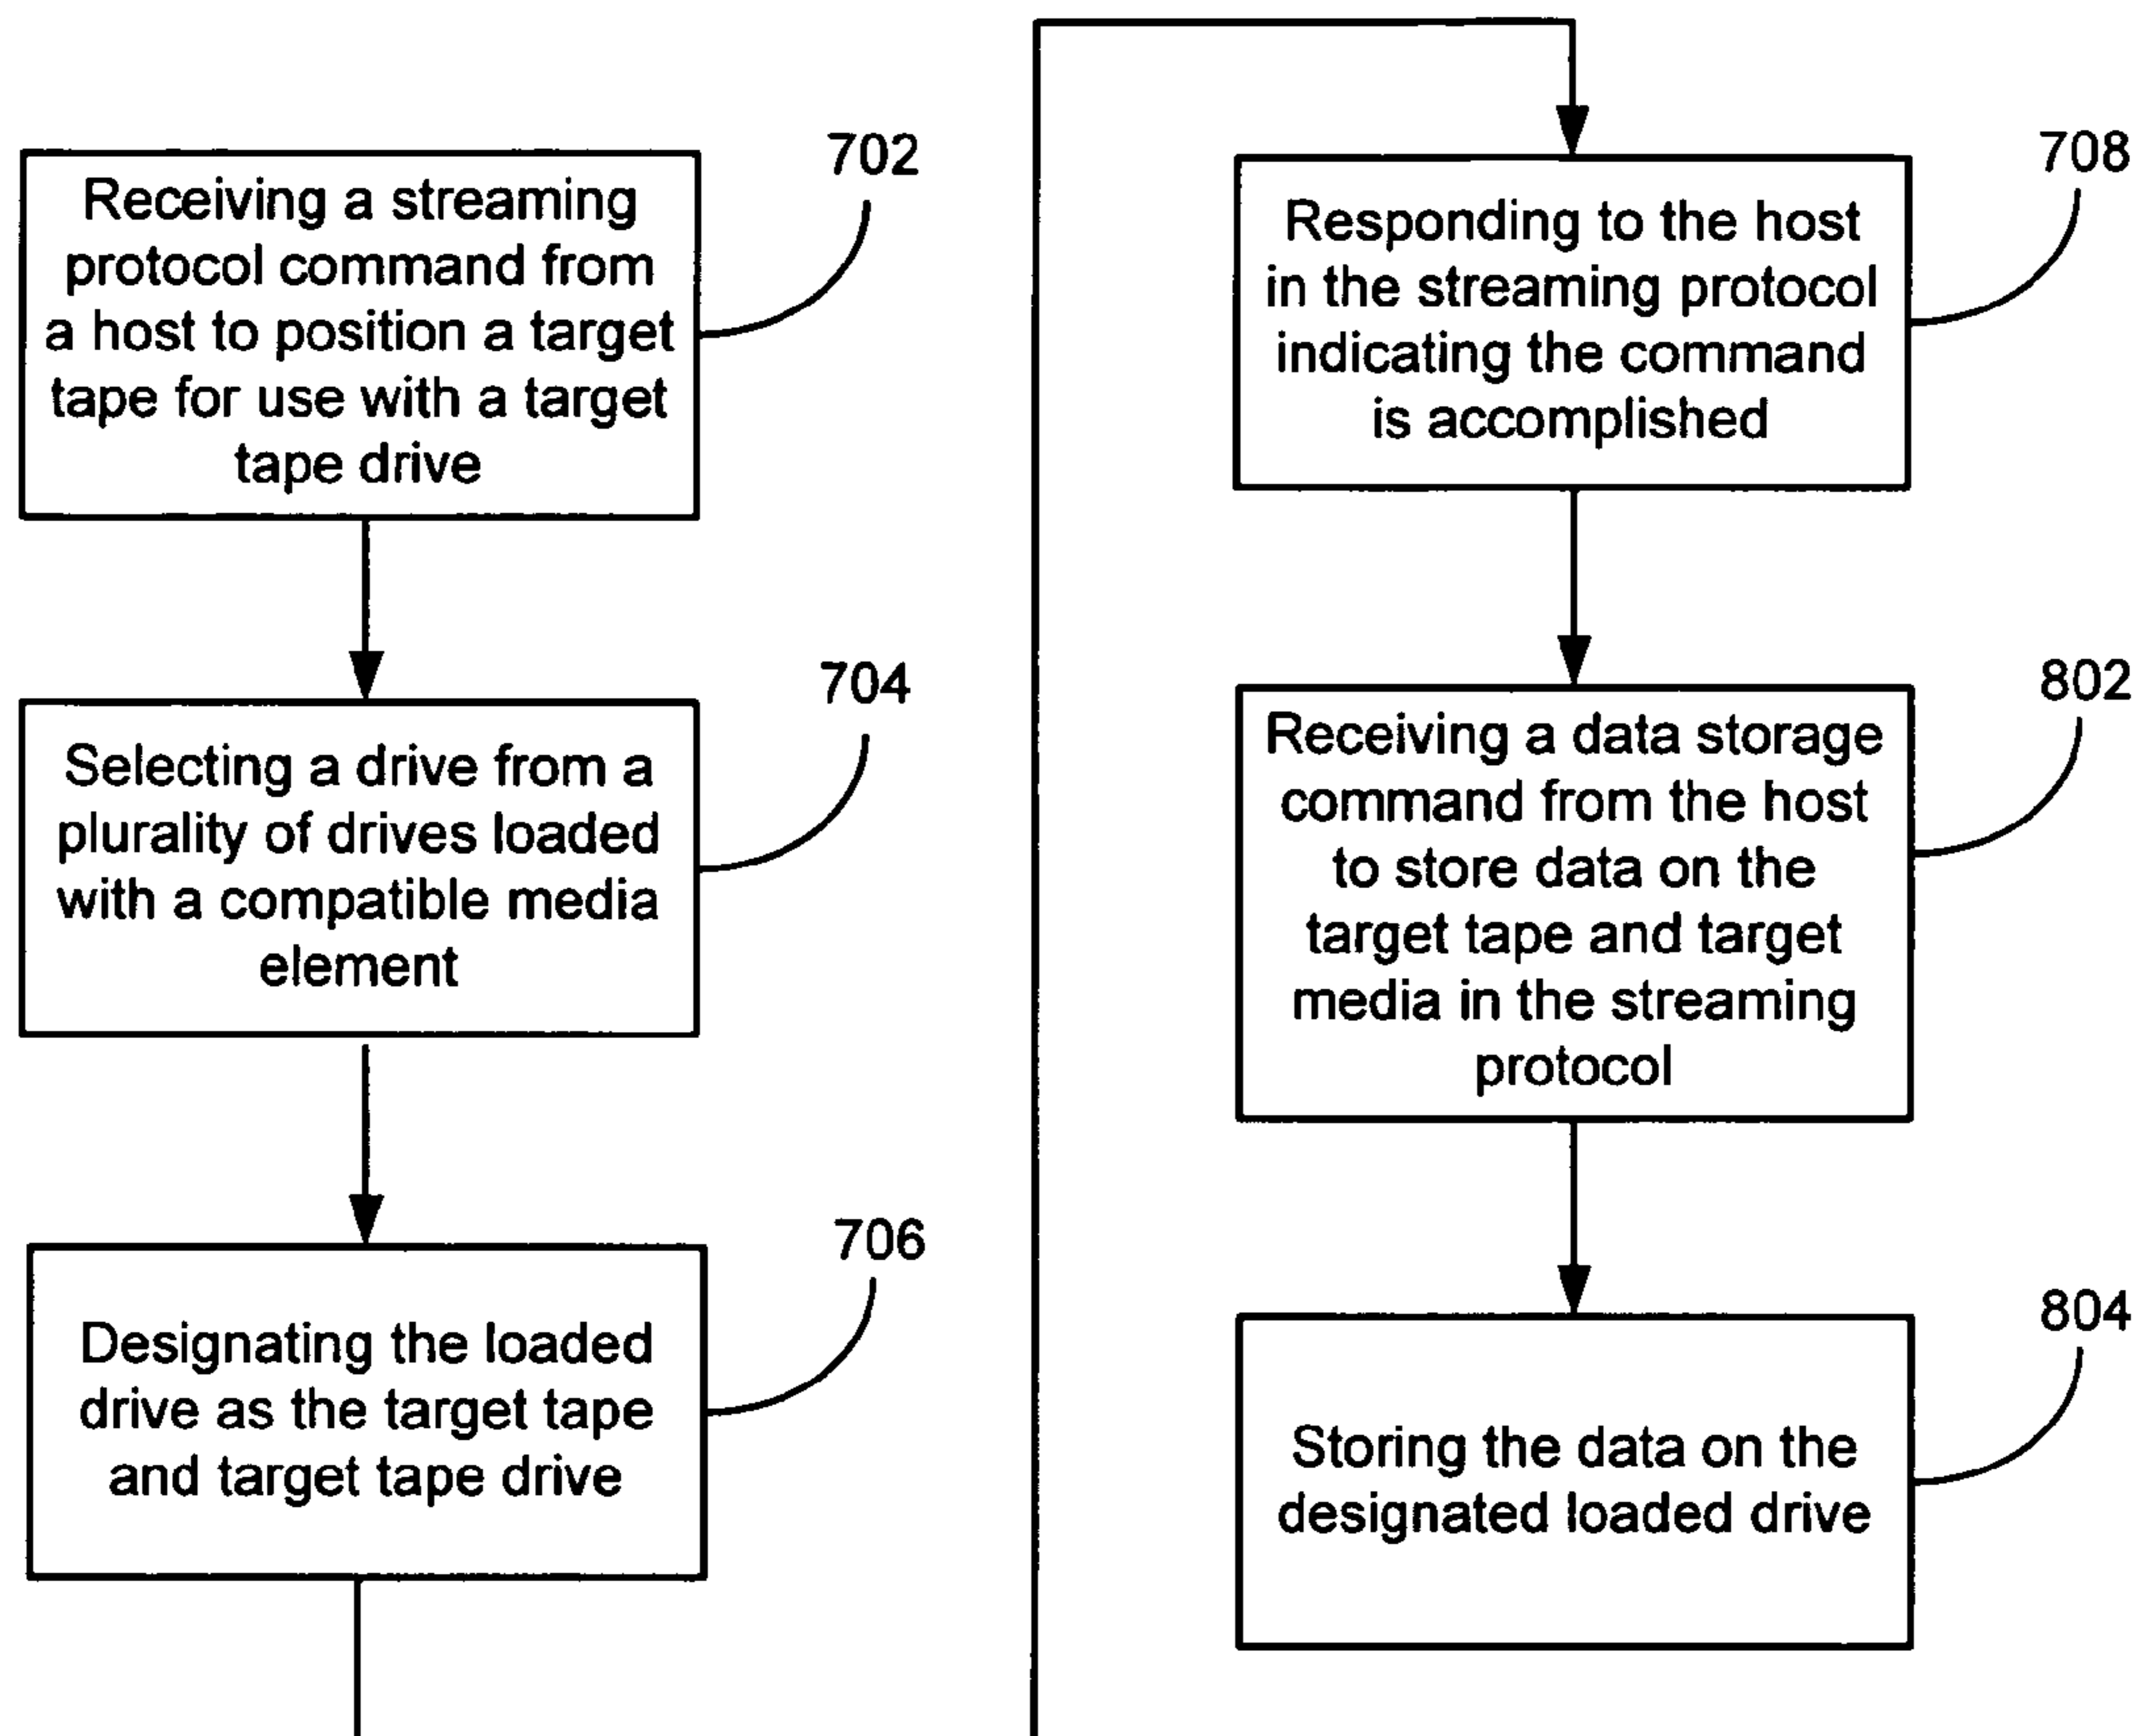 702
Receiving a streaming
protocol command from
a host to position a target
tape for use with a target
tape drive
704
Selecting a drive from a
plurality of drives loaded
with a compatible media
element
706
Designating the loaded
drive as the target tape
and target tape drive
708
Responding to the host
in the streaming protocol
indicating the command
is accomplished
802
Receiving a data storage
command from the host
to store data on the
target tape and target
media in the streaming
protocol
804
Storing the data on the
designated loaded drive